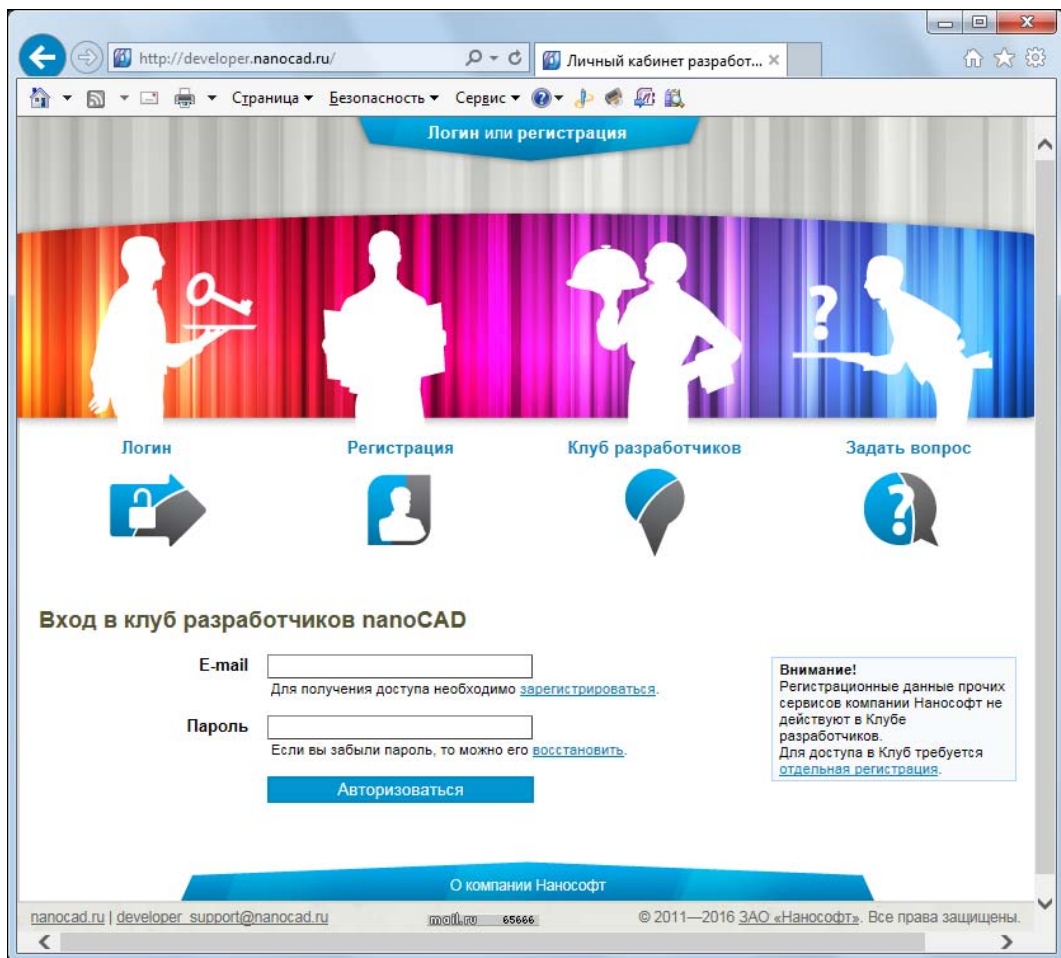 http://developer.nanocad.ru/
Личный кабинет разработ...
Страница
Безопасность
Сервис
Логин или регистрация
Логин
Регистрация
Клуб разработчиков
Задать вопрос
Вход в клуб разработчиков nanoCAD
E-mail
Для получения доступа необходимо зарегистрироваться.
Пароль
Если вы забыли пароль, то можно его восстановить.
Авторизоваться
Внимание!
Регистрационные данные прочих
сервисов компании Нанософт не
действуют в Клубе
разработчиков.
Для доступа в Клуб требуется
отдельная регистрация.
О компании Нанософт
nanocad.ru | developer_support@nanocad.ru
mail.ru 65666
© 2011—2016 ЗАО «Нанософт». Все права защищены.